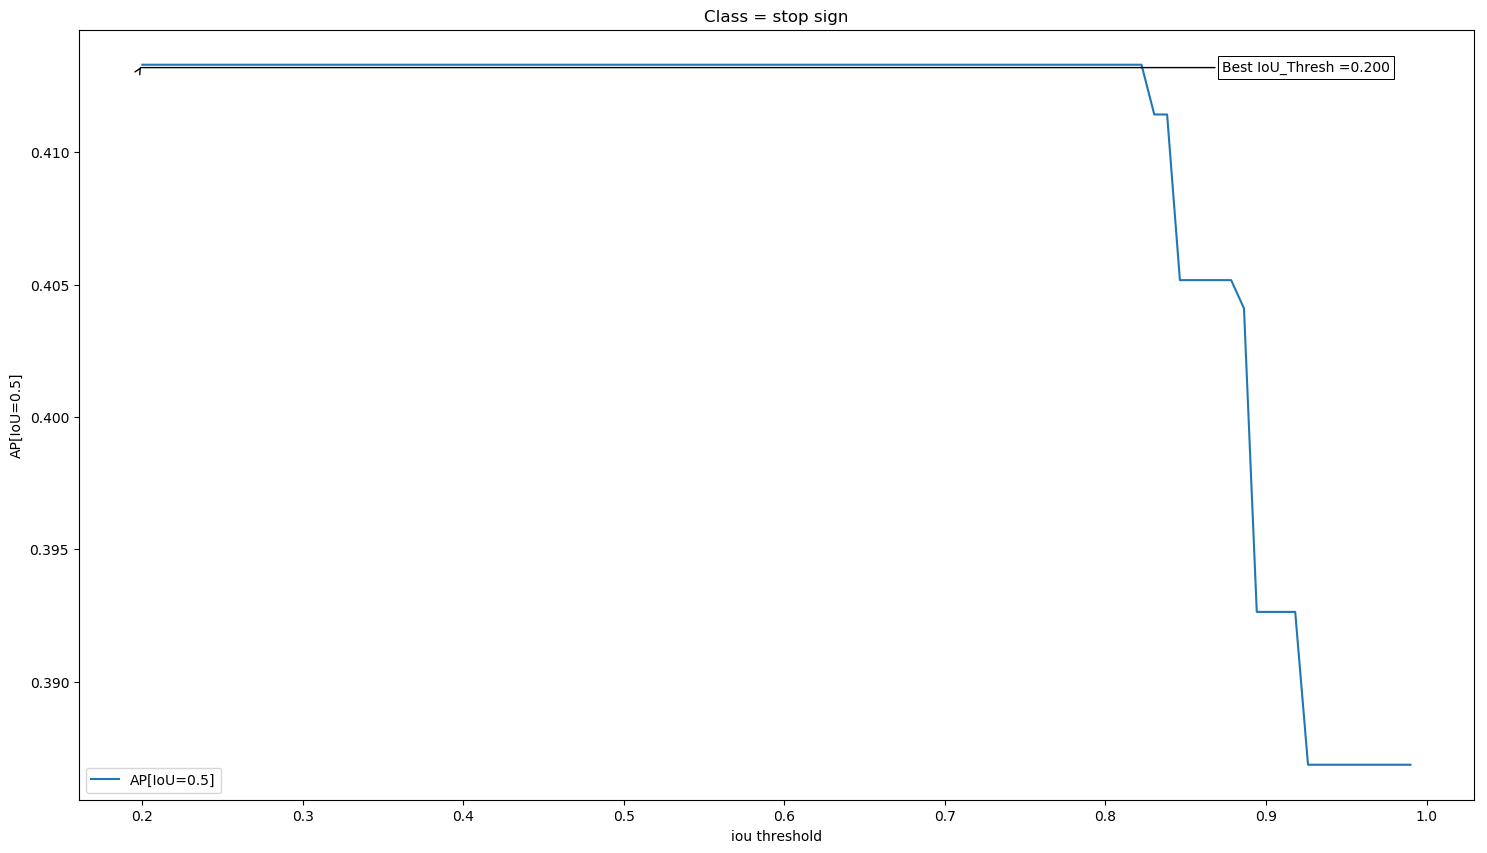 Class = stop sign
Best IoU_Thresh =0.200
0.410
0.405
0.400
0.395
0.390
AP[IoU=0.5]
AP[IoU=0.5]
0.2 0.3 0.4 0.5 0.6 0.7 0.8 0.9 1.0
iou threshold